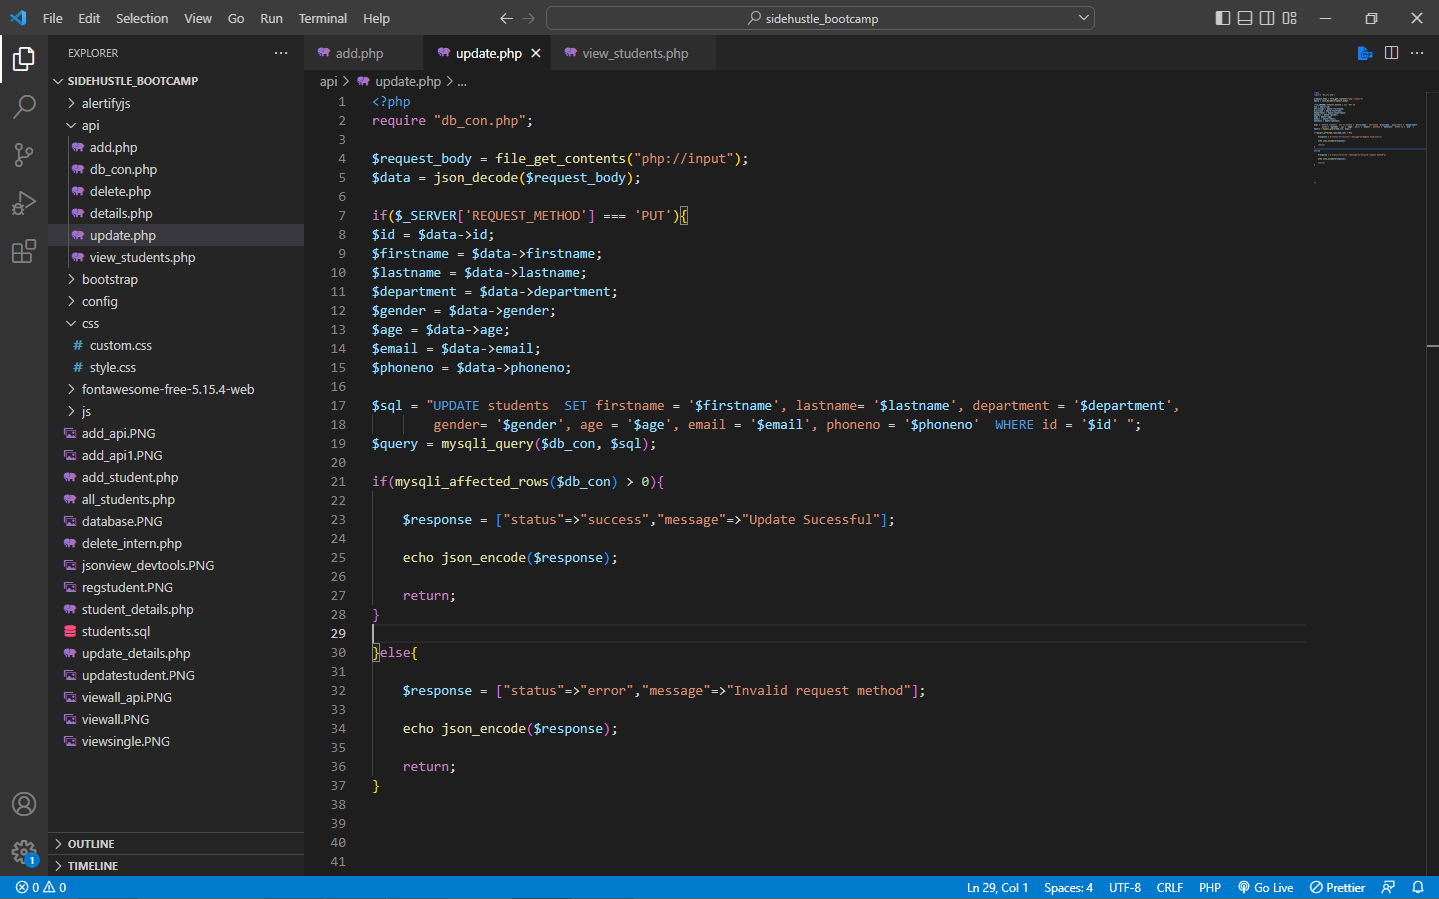 File Edit Selection View Go Run Terminal Help
sidehustle_bootcamp
EXPLORER
SIDEHUSTLE_BOOTCAMP
alertifyjs
api
add.php
db_con.php
delete.php
details.php
update.php
view_students.php
bootstrap
config
css
# custom.css
# style.css
fontawesome-free-5.15.4-web
js
add_api.PNG
add_api1.PNG
add_student.php
all_students.php
database.PNG
delete_intern.php
jsonview_devtools.PNG
regstudent.PNG
student_details.php
students.sql
update_details.php
updatestudent.PNG
viewall_api.PNG
viewall.PNG
viewsingle.PNG
OUTLINE
TIMELINE
add.php update.php view_students.php
api > update.php > ...
1 <?php
2 require "db_con.php";
3
4 $request_body = file_get_contents("php://input");
5 $data = json_decode($request_body);
6
7 if($_SERVER['REQUEST_METHOD'] === 'PUT'){
8 $id = $data->id;
9 $firstname = $data->firstname;
10 $lastname = $data->lastname;
11 $department = $data->department;
12 $gender = $data->gender;
13 $age = $data->age;
14 $email = $data->email;
15 $phoneno = $data->phoneno;
16
17 $sql = "UPDATE students  SET firstname = '$firstname', lastname= '$lastname', department = '$department',
18         gender= '$gender', age = '$age', email = '$email', phoneno = '$phoneno'  WHERE id = '$id' ";
19 $query = mysqli_query($db_con, $sql);
20
21 if(mysqli_affected_rows($db_con) > 0){
22
23     $response = ["status"=>"success","message"=>"Update Sucessful"];
24
25     echo json_encode($response);
26
27     return;
28 }
29
30 }else{
31
32     $response = ["status"=>"error","message"=>"Invalid request method"];
33
34     echo json_encode($response);
35
36     return;
37 }
38
39
40
41
1
0 0 Ln 29, Col 1 Spaces: 4 UTF-8 CRLF PHP Go Live Prettier